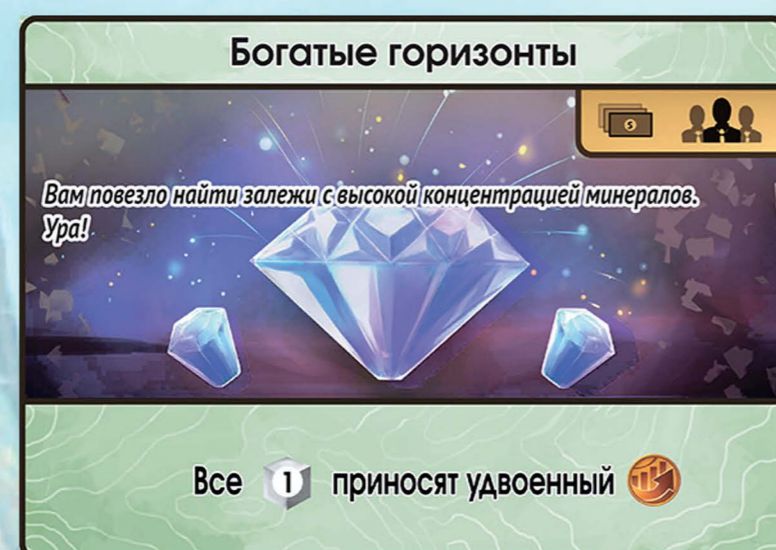 Богатые горизонты
$
Вам повезло найти залежи с высокой концентрацией минералов.
Ура!
Все 1 приносят удвоенный